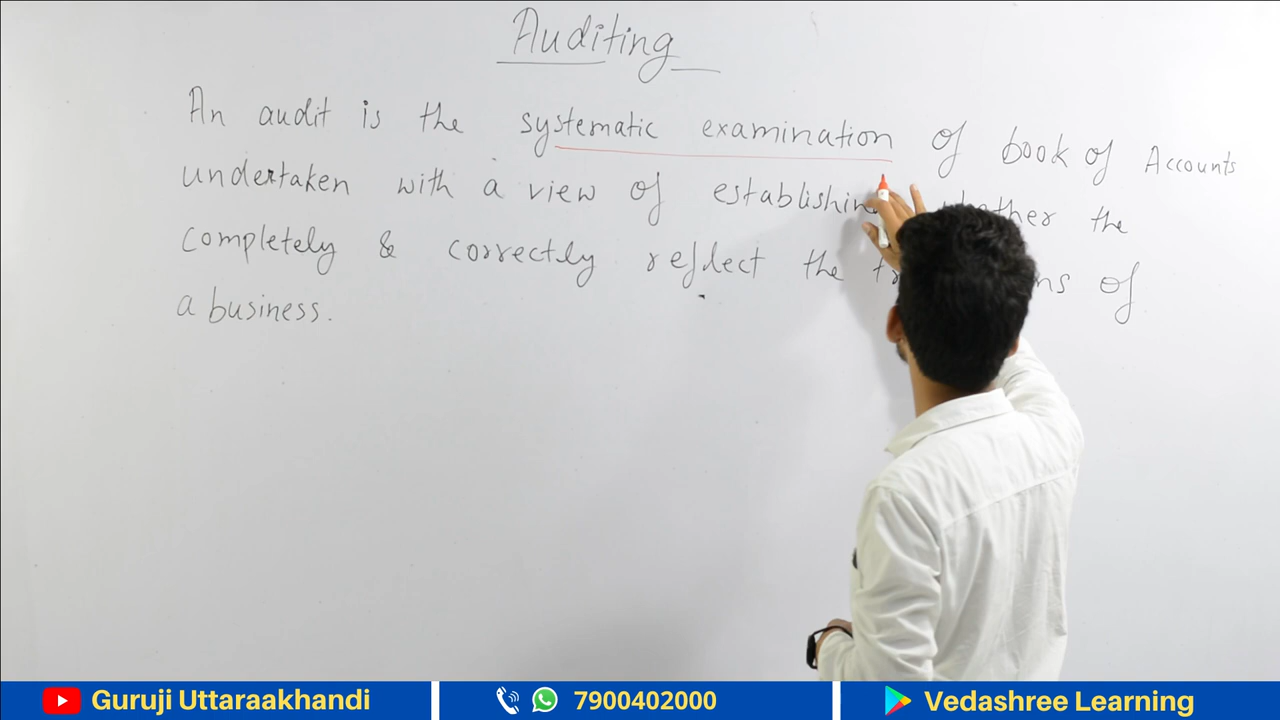 Auditing
An audit is the systematic examination of book of Accounts
undertaken with a view of establishing the
completely & correctly reflect the of
a business.
Guruji Uttaraakhandi
7900402000
Vedashree Learning